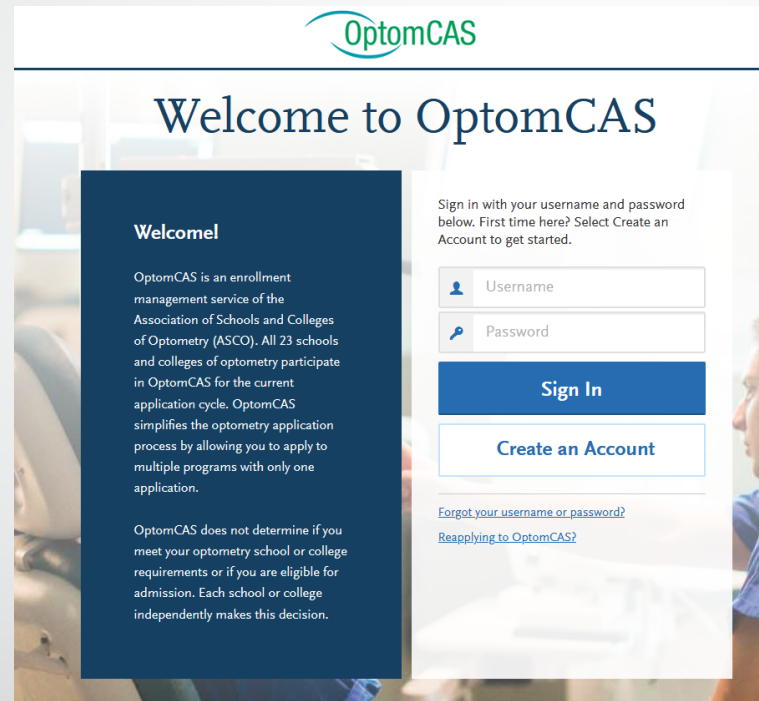 OptomCAS
Welcome to OptomCAS
Welcome!
OptomCAS is an enrollment
management service of the
Association of Schools and Colleges
of Optometry (ASCO). All 23 schools
and colleges of optometry participate
in OptomCAS for the current
application cycle. OptomCAS
simplifies the optometry application
process by allowing you to apply to
multiple programs with only one
application.
OptomCAS does not determine if you
meet your optometry school or college
requirements or if you are eligible for
admission. Each school or college
independently makes this decision.
Sign in with your username and password
below. First time here? Select Create an
Account to get started.
Username
Password
Sign In
Create an Account
Forgot your username or password?
Reapplying to OptomCAS?